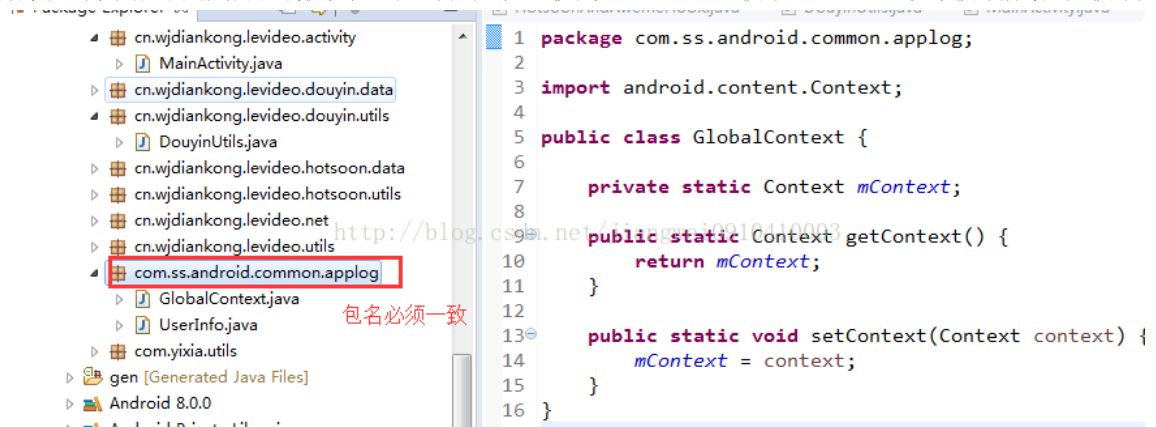 Package Explorer
cn.wjdiankong.levideo.activity
MainActivity.java
cn.wjdiankong.levideo.douyin.data
cn.wjdiankong.levideo.douyin.utils
DouyinUtils.java
cn.wjdiankong.levideo.hotsoon.data
cn.wjdiankong.levideo.hotsoon.utils
cn.wjdiankong.levideo.net
cn.wjdiankong.levideo.utils
com.ss.android.common.applog
GlobalContext.java
UserInfo.java
包名必须一致
com.yixia.utils
gen [Generated Java Files]
Android 8.0.0
DouyinUtils.java
MainActivity.java
1 package com.ss.android.common.applog;
2
3 import android.content.Context;
4
5 public class GlobalContext {
6
7 private static Context mContext;
8
9 public static Context getContext() {
10 return mContext;
11 }
12
13 public static void setContext(Context context) {
14 mContext = context;
15 }
16 }
http://blog.csdn.net/jiangwei0910410003